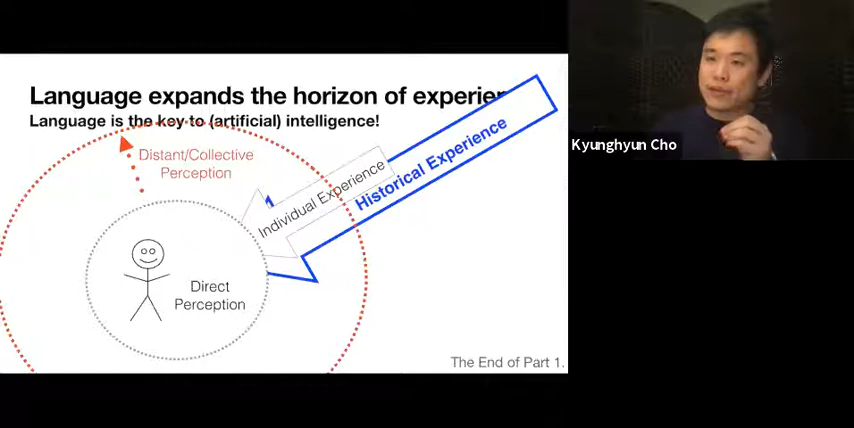 Language expands the horizon of experien
Language is the key to (artificial) intelligence!
Distant/Collective
Perception
Individual Experience
Historical Experience
Direct
Perception
The End of Part 1.
Kyunghyun Cho